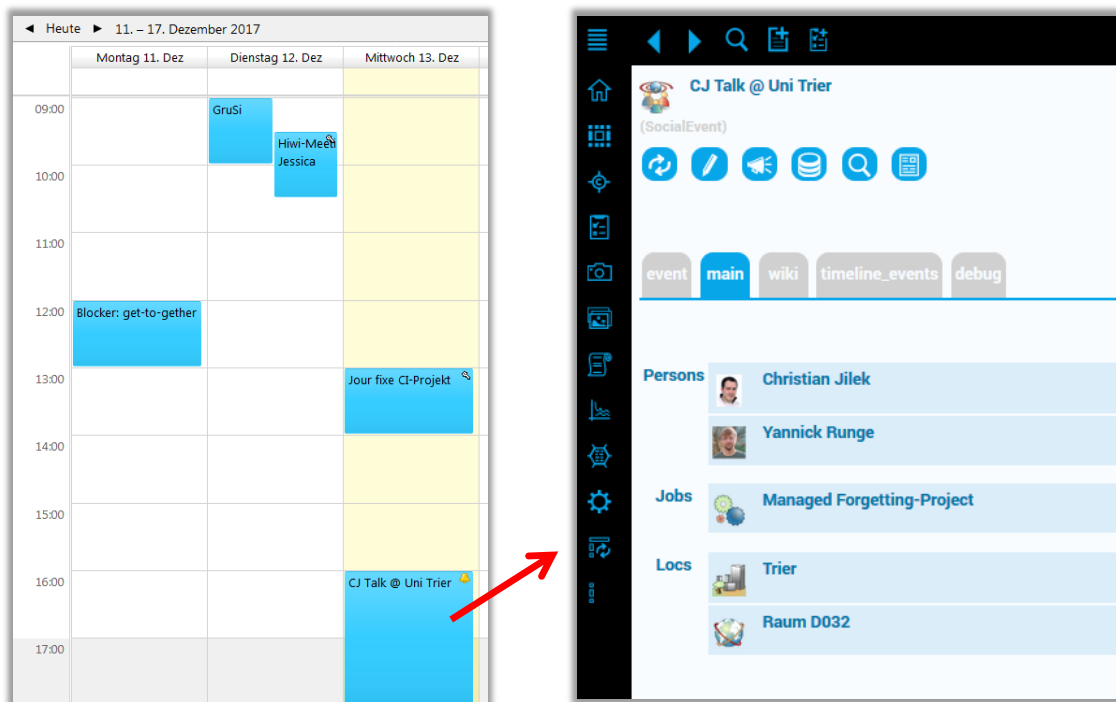 ◄ Heute ► 11. – 17. Dezember 2017
Montag 11. Dez Dienstag 12. Dez Mittwoch 13. Dez
09:00
GruSi
Hiwi-Meeti
Jessica
10:00
11:00
12:00
Blocker: get-to-gether
13:00
Jour fixe CI-Projekt
14:00
15:00
16:00
CJ Talk @ Uni Trier
17:00
CJ Talk @ Uni Trier
(SocialEvent)
event main wiki timeline_events debug
Persons Christian Jilek
Yannick Runge
Jobs Managed Forgetting-Project
Locs Trier
Raum D032